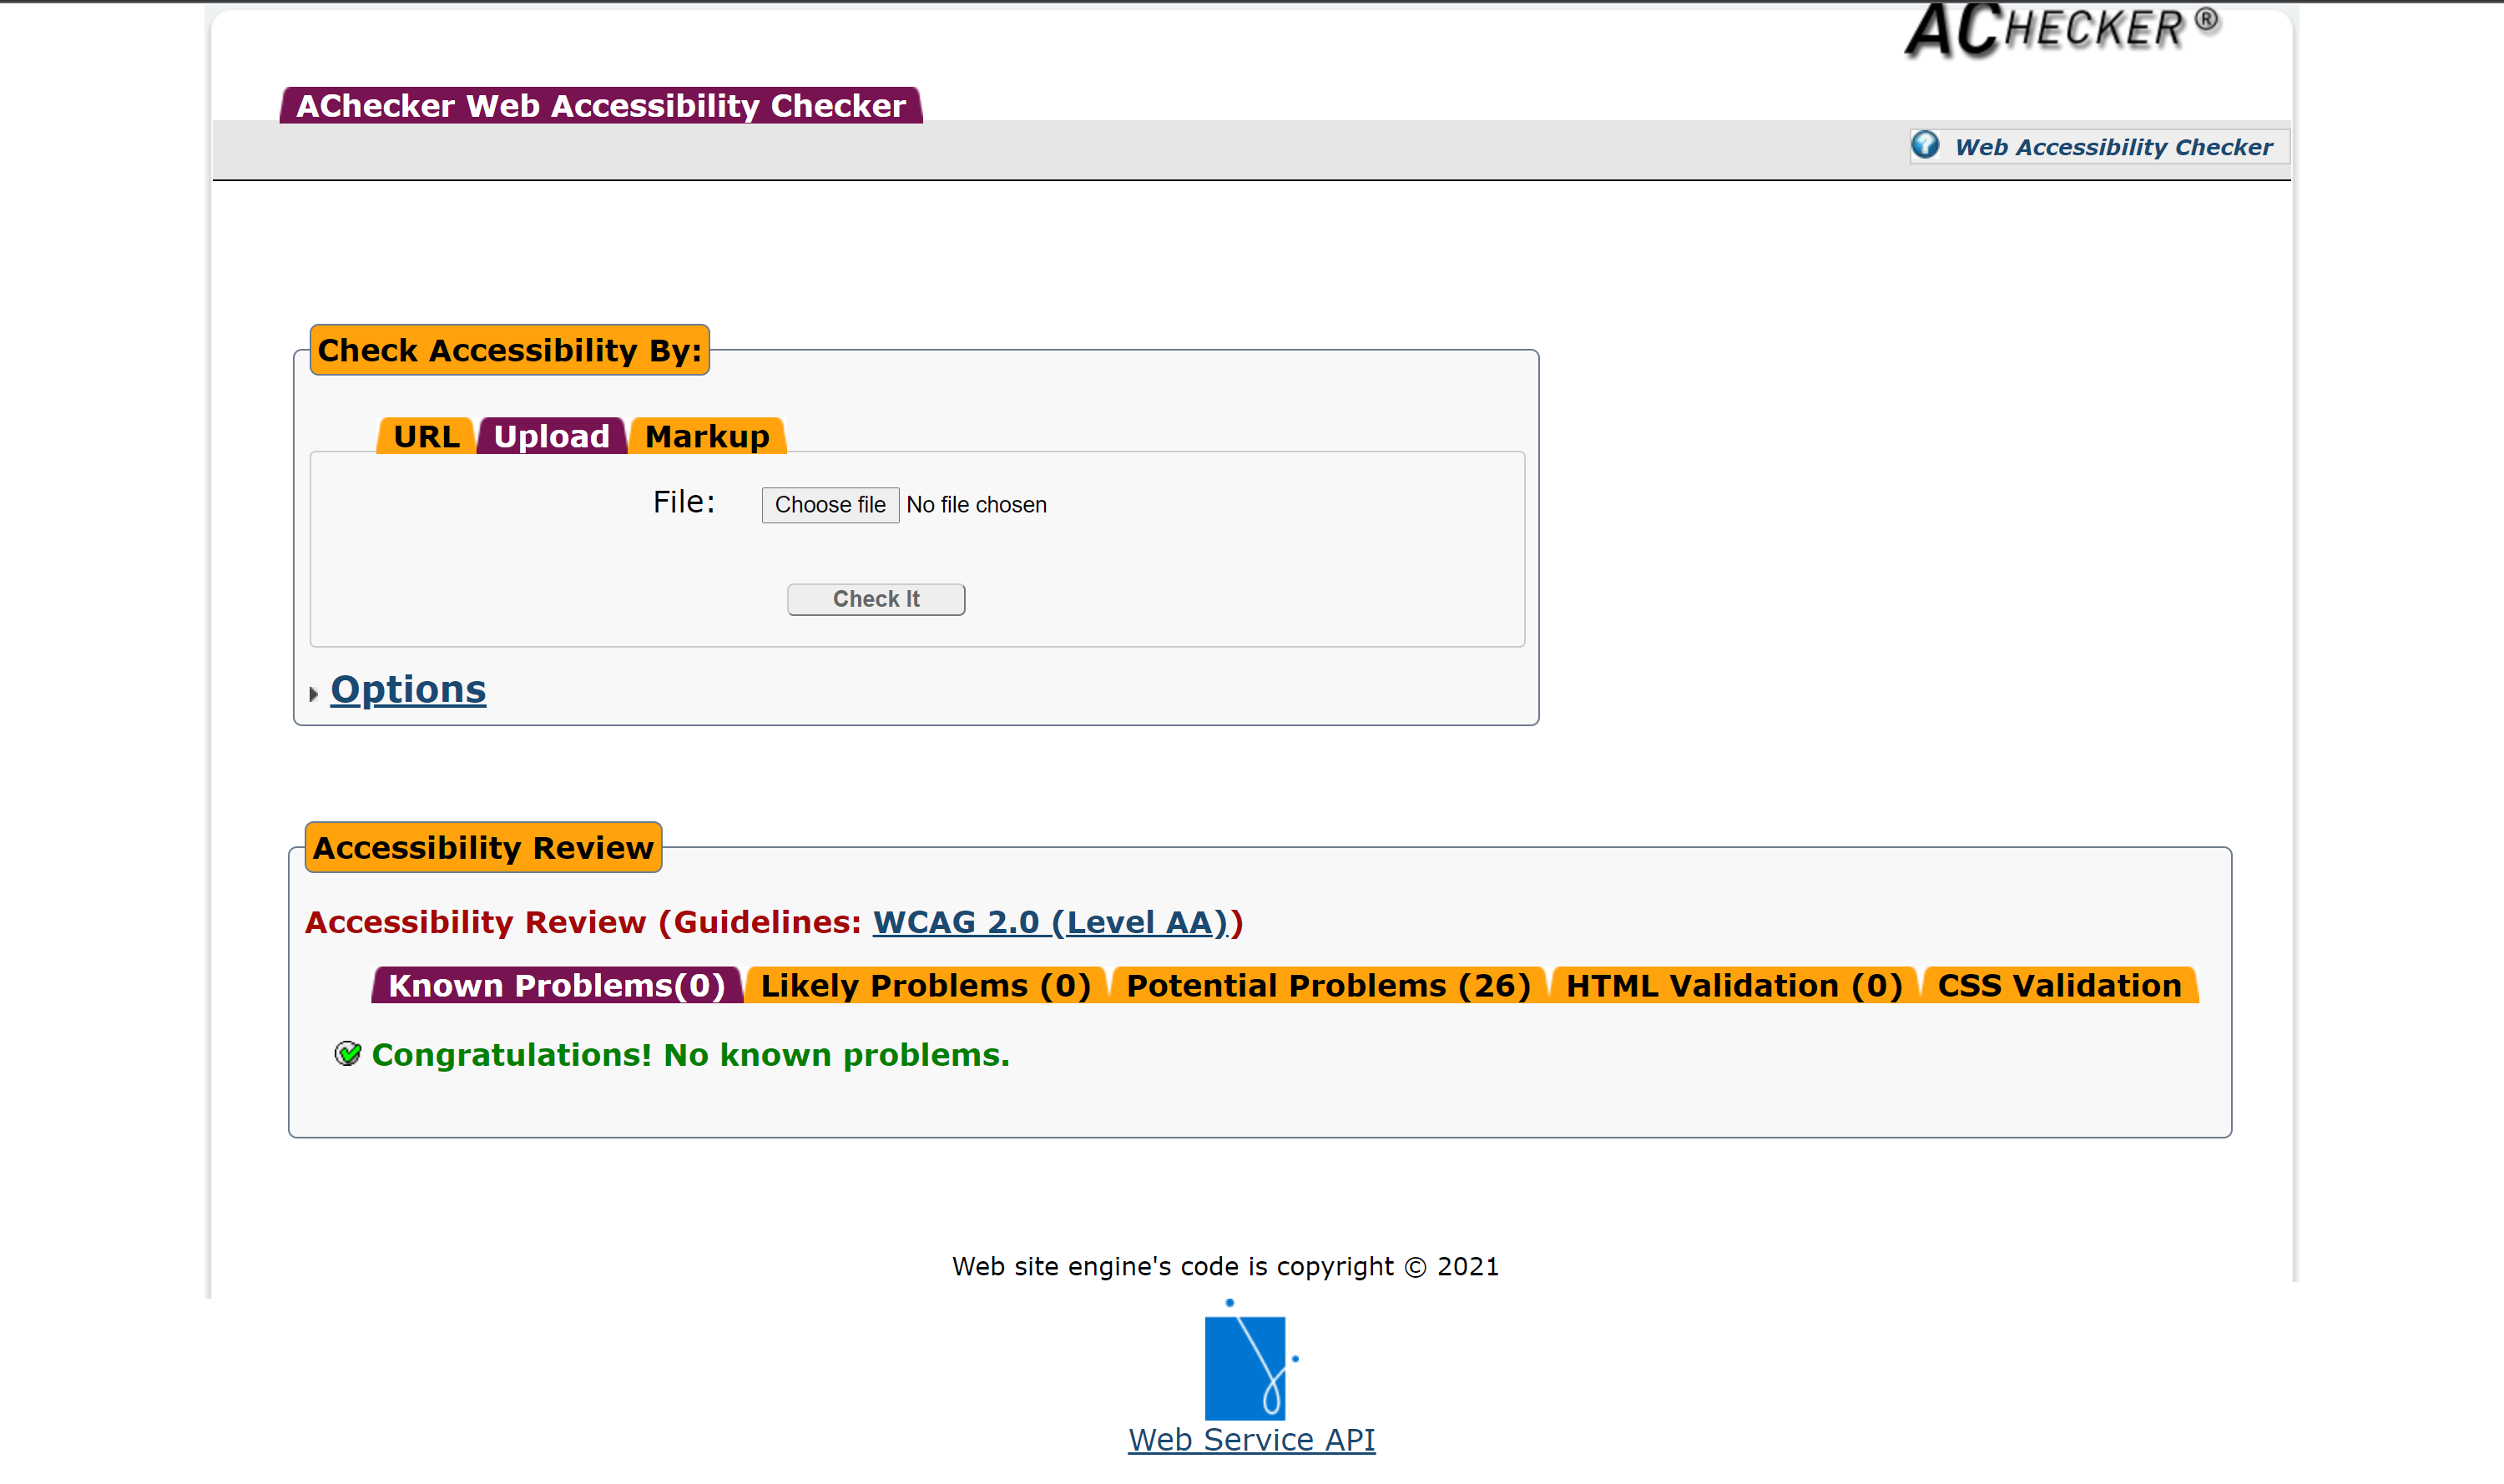 ACHECKER ®
AChecker Web Accessibility Checker
Web Accessibility Checker
Check Accessibility By:
URL Upload Markup
File: Choose file No file chosen
Check It
Options
Accessibility Review
Accessibility Review (Guidelines: WCAG 2.0 (Level AA))
Known Problems(0) Likely Problems (0) Potential Problems (26) HTML Validation (0) CSS Validation
Congratulations! No known problems.
Web site engine's code is copyright © 2021
Web Service API